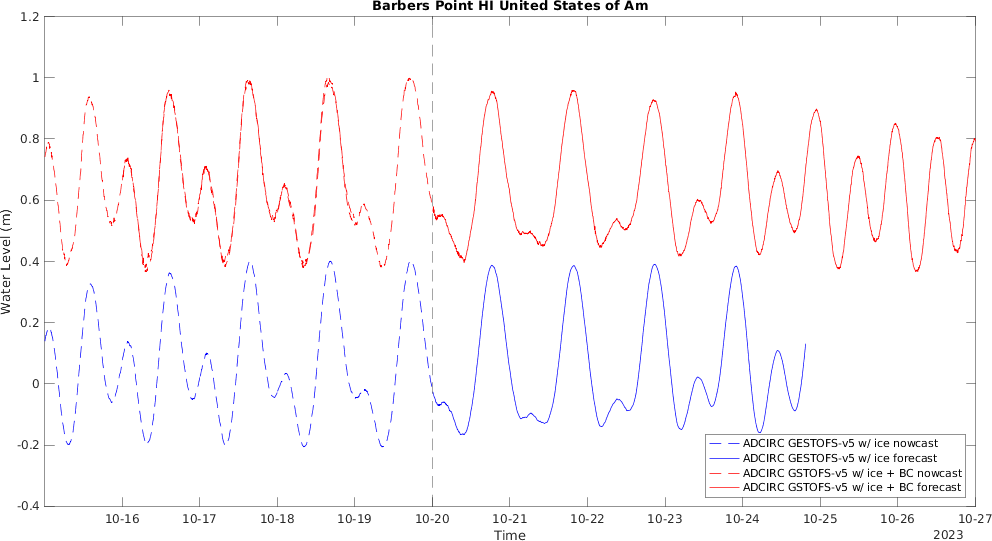 Barbers Point HI United States of Am
1.2
1
0.8
0.6
0.4
0.2
0
-0.2
-0.4
Water Level (m)
ADCIRC GESTOFS-v5 w/ ice nowcast
ADCIRC GESTOFS-v5 w/ ice forecast
ADCIRC GSTOFS-v5 w/ ice + BC nowcast
ADCIRC GSTOFS-v5 w/ ice + BC forecast
10-16 10-17 10-18 10-19 10-20 10-21 10-22 10-23 10-24 10-25 10-26 10-27
Time
2023